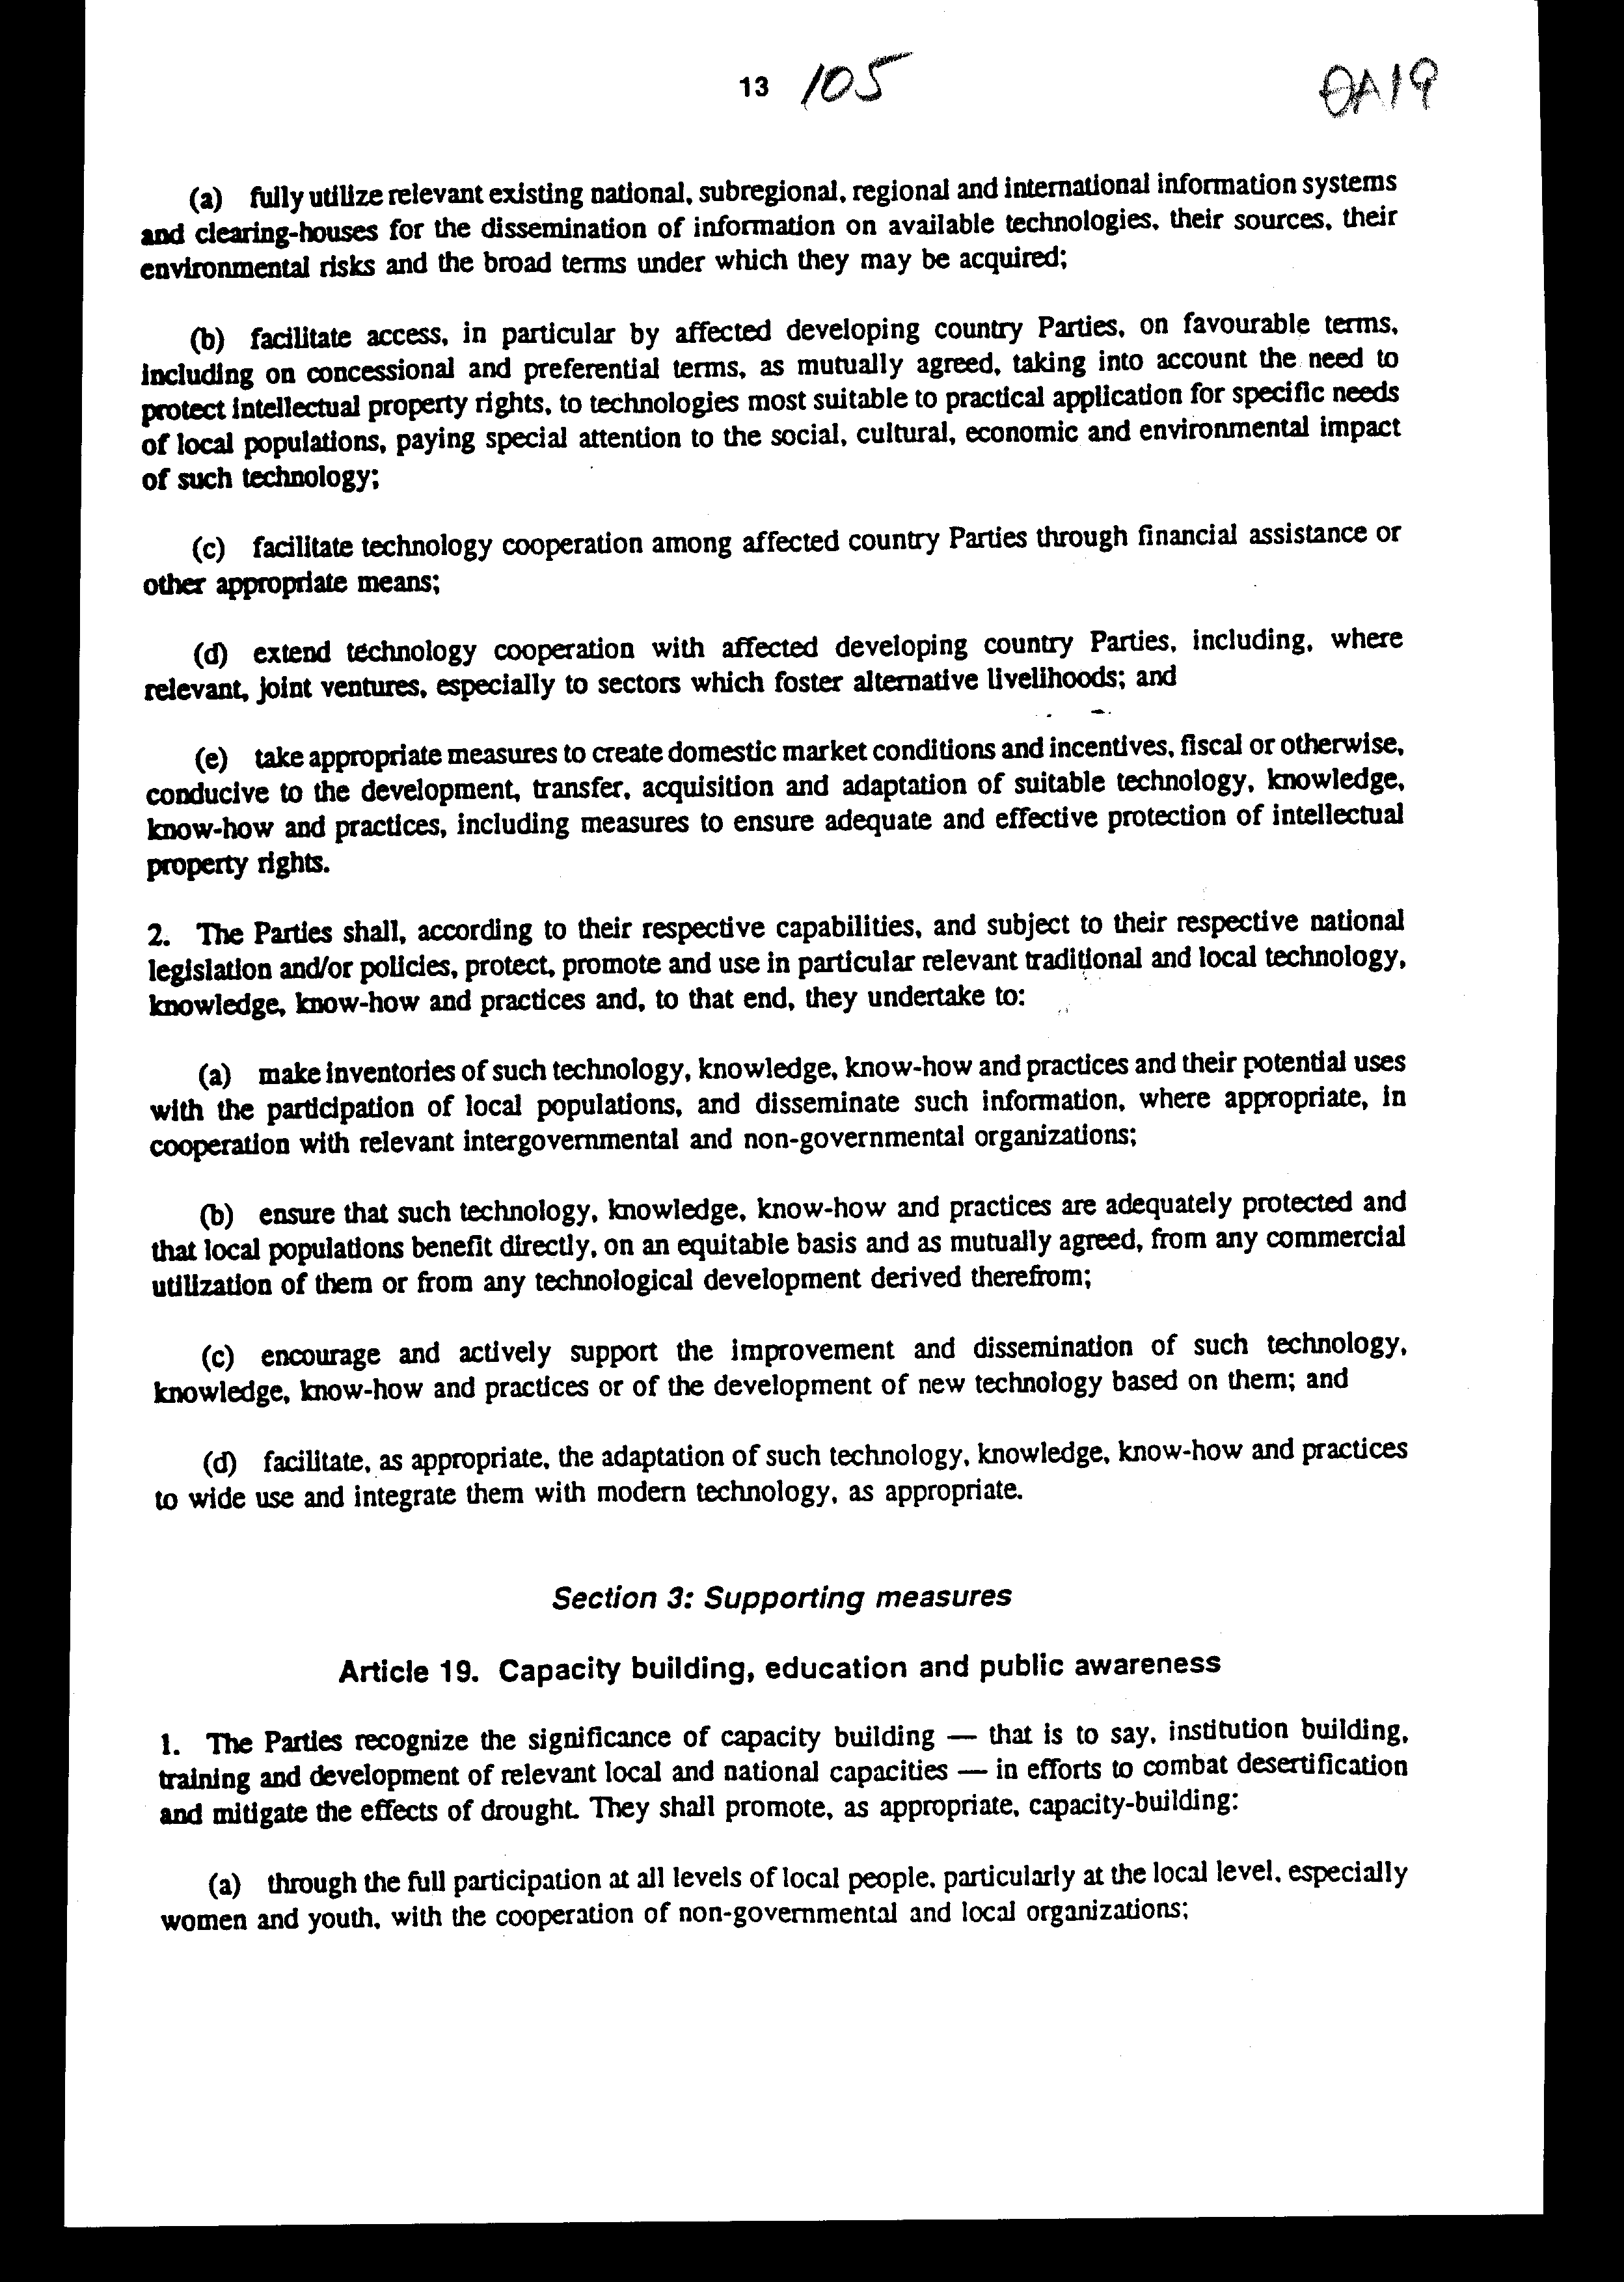 13 105
(a) fully utilize relevant existing national, subregional, regional and international information systems
and clearing-houses for the dissemination of information on available technologies, their sources, their
environmental risks and the broad terms under which they may be acquired;
(b) facilitate access, in particular by affected developing country Parties, on favourable terms,
including on concessional and preferential terms, as mutually agreed, taking into account the need to
protect intellectual property rights, to technologies most suitable to practical application for specific needs
of local populations, paying special attention to the social, cultural, economic and environmental impact
of such technology;
(c) facilitate technology cooperation among affected country Parties through financial assistance or
other appropriate means;
(d) extend technology cooperation with affected developing country Parties, including, where
relevant, joint ventures, especially to sectors which foster alternative livelihoods; and
(e) take appropriate measures to create domestic market conditions and incentives, fiscal or otherwise,
conducive to the development, transfer, acquisition and adaptation of suitable technology, knowledge,
know-how and practices, including measures to ensure adequate and effective protection of intellectual
property rights.
2. The Parties shall, according to their respective capabilities, and subject to their respective national
legislation and/or policies, protect, promote and use in particular relevant traditional and local technology,
knowledge, know-how and practices and, to that end, they undertake to:
(a) make inventories of such technology, knowledge, know-how and practices and their potential uses
with the participation of local populations, and disseminate such information, where appropriate, in
cooperation with relevant intergovernmental and non-governmental organizations;
(b) ensure that such technology, knowledge, know-how and practices are adequately protected and
that local populations benefit directly, on an equitable basis and as mutually agreed, from any commercial
utilization of them or from any technological development derived therefrom;
(c) encourage and actively support the improvement and dissemination of such technology,
knowledge, know-how and practices or of the development of new technology based on them; and
(d) facilitate, as appropriate, the adaptation of such technology, knowledge, know-how and practices
to wide use and integrate them with modern technology, as appropriate.
Section 3: Supporting measures
Article 19. Capacity building, education and public awareness
1. The Parties recognize the significance of capacity building — that is to say, institution building,
training and development of relevant local and national capacities — in efforts to combat desertification
and mitigate the effects of drought. They shall promote, as appropriate, capacity-building:
(a) through the full participation at all levels of local people, particularly at the local level, especially
women and youth, with the cooperation of non-governmental and local organizations;